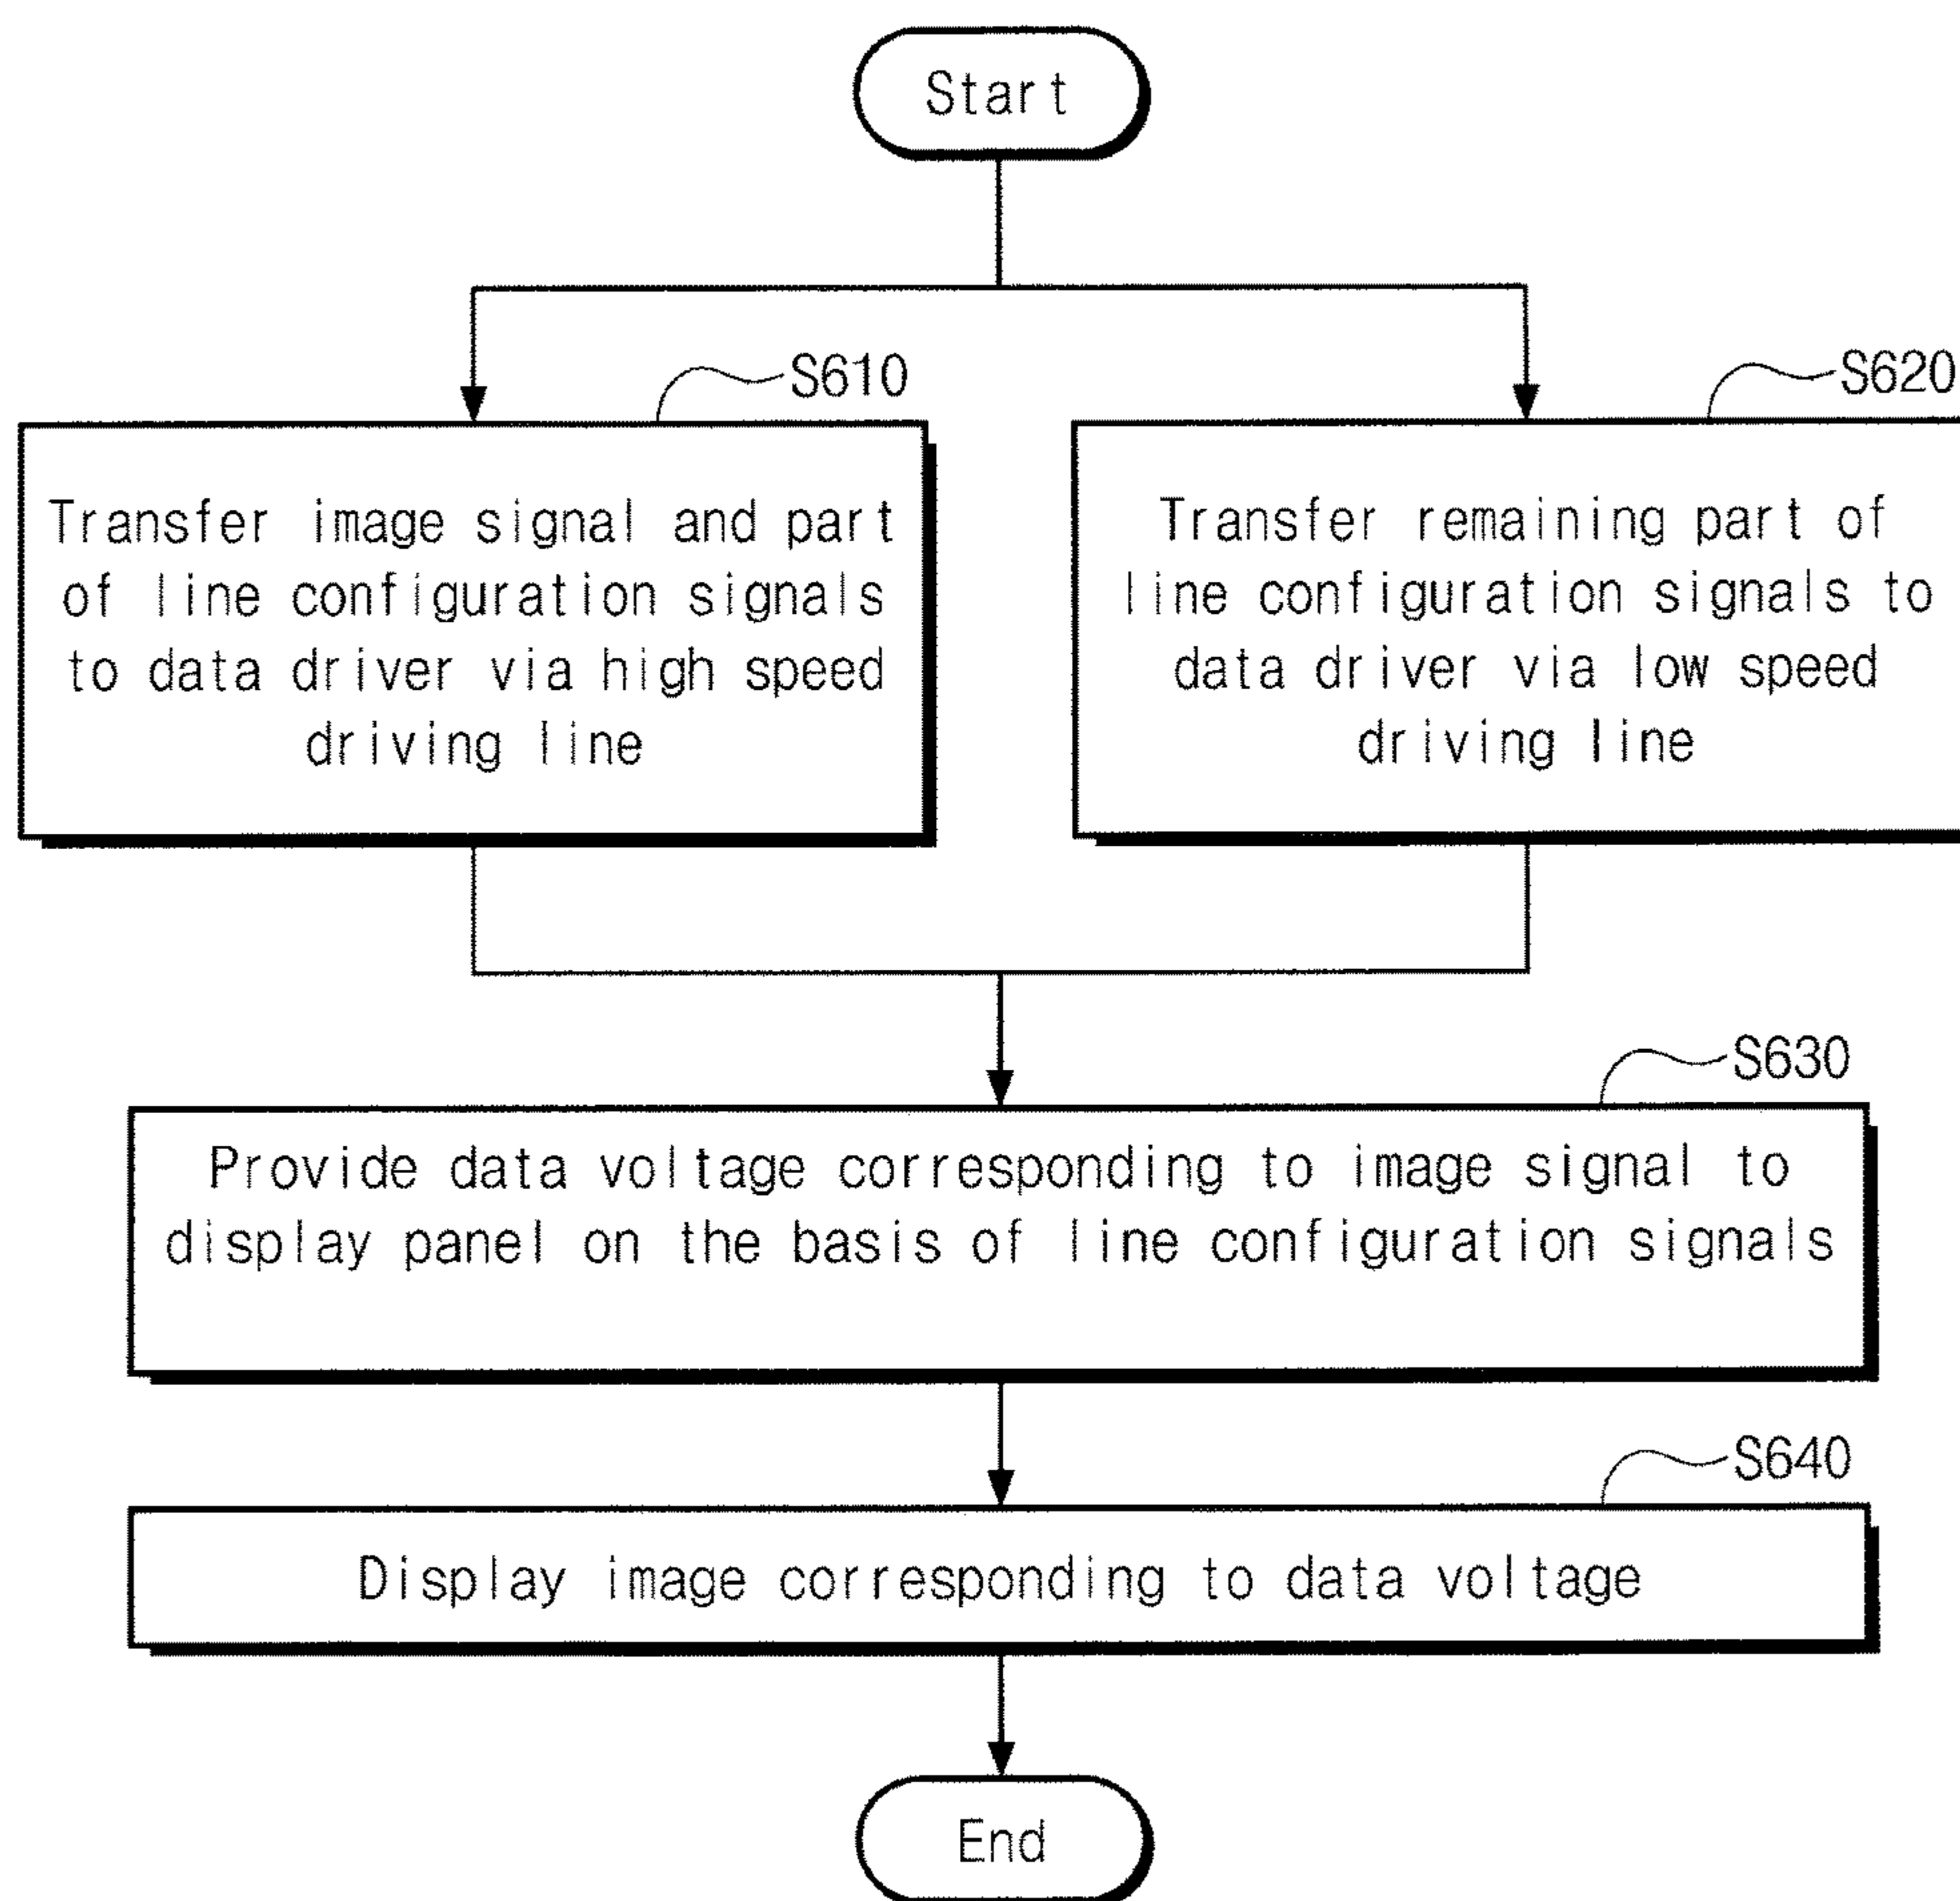 Start
S610
Transfer image signal and part
of line configuration signals
to data driver via high speed
driving line
S620
Transfer remaining part of
line configuration signals to
data driver via low speed
driving line
S630
Provide data voltage corresponding to image signal to
display panel on the basis of line configuration signals
S640
Display image corresponding to data voltage
End